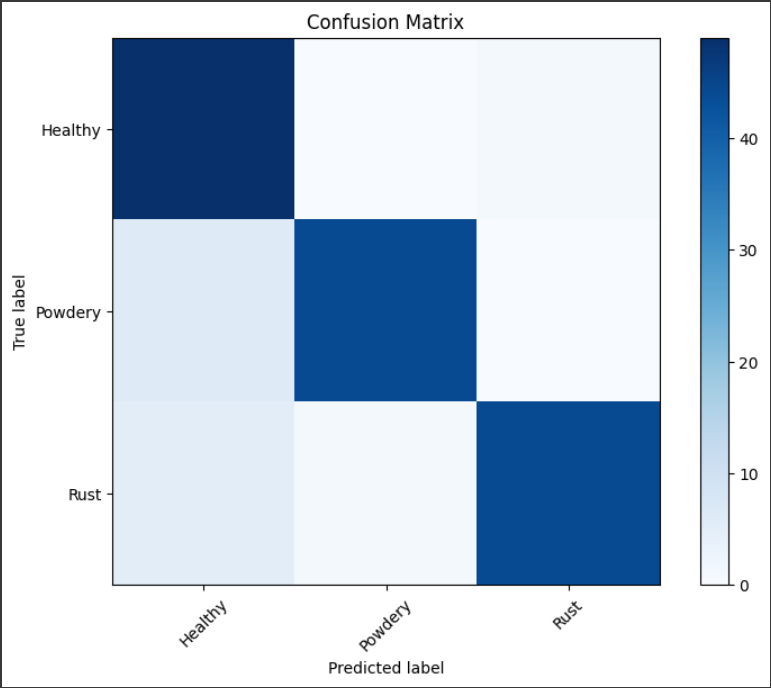 Confusion Matrix
Healthy
Powdery
Rust
True label
Healthy
Powdery
Rust
Predicted label
40
30
20
10
0